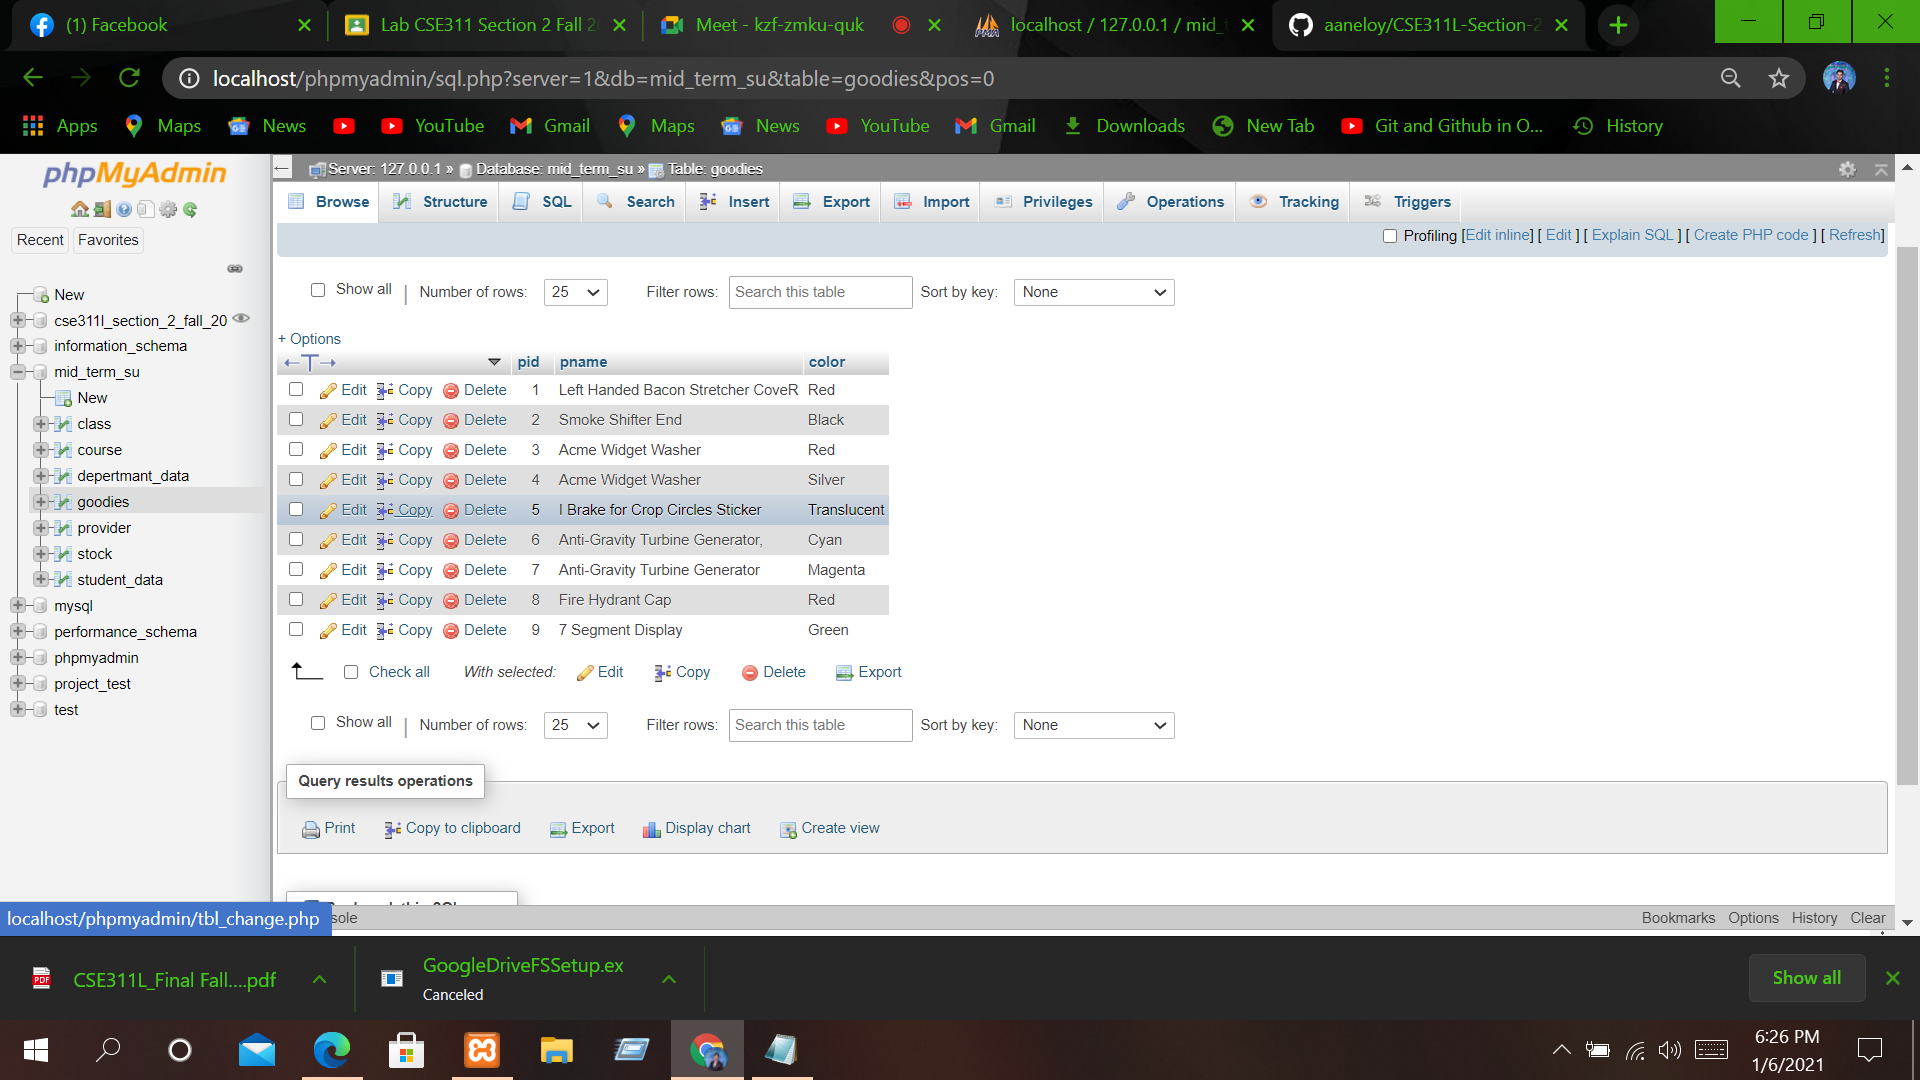 (1) Facebook
Lab CSE311 Section 2 Fall 2
Meet - kzf-zmku-quk
localhost / 127.0.0.1 / mid_t
aaneloy/CSE311L-Section-2
localhost/phpmyadmin/sql.php?server=1&db=mid_term_su&table=goodies&pos=0
Apps Maps News YouTube Gmail Maps News YouTube Gmail Downloads New Tab Git and Github in O... History
phpMyAdmin
Recent Favorites
New
cse311l_section_2_fall_20
information_schema
mid_term_su
New
class
course
depertmant_data
goodies
provider
stock
student_data
mysql
performance_schema
phpmyadmin
project_test
test
Server: 127.0.0.1 » Database: mid_term_su » Table: goodies
Browse Structure SQL Search Insert Export Import Privileges Operations Tracking Triggers
Profiling [Edit inline] [ Edit ] [ Explain SQL ] [ Create PHP code ] [ Refresh]
Show all | Number of rows: 25 Filter rows: Search this table Sort by key: None
+ Options
pid pname color
Edit Copy Delete 1 Left Handed Bacon Stretcher CoveR Red
Edit Copy Delete 2 Smoke Shifter End Black
Edit Copy Delete 3 Acme Widget Washer Red
Edit Copy Delete 4 Acme Widget Washer Silver
Edit Copy Delete 5 I Brake for Crop Circles Sticker Translucent
Edit Copy Delete 6 Anti-Gravity Turbine Generator, Cyan
Edit Copy Delete 7 Anti-Gravity Turbine Generator Magenta
Edit Copy Delete 8 Fire Hydrant Cap Red
Edit Copy Delete 9 7 Segment Display Green
Check all With selected: Edit Copy Delete Export
Show all | Number of rows: 25 Filter rows: Search this table Sort by key: None
Query results operations
Print Copy to clipboard Export Display chart Create view
localhost/phpmyadmin/tbl_change.php
sole
Bookmarks Options History Clear
CSE311L_Final Fall....pdf
GoogleDriveFSSetup.ex
Canceled
Show all
6:26 PM
1/6/2021